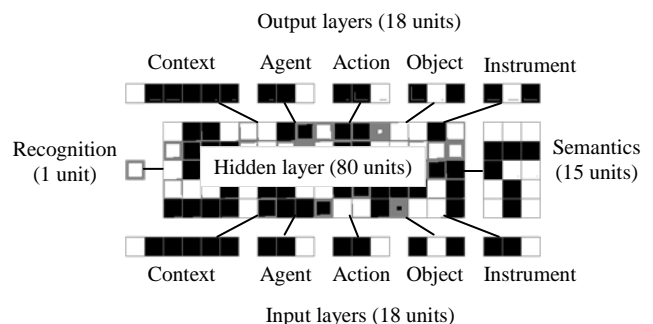 Output layers (18 units)
Context Agent Action Object Instrument
Recognition
(1 unit)
Hidden layer (80 units)
Semantics
(15 units)
Context Agent Action Object Instrument
Input layers (18 units)